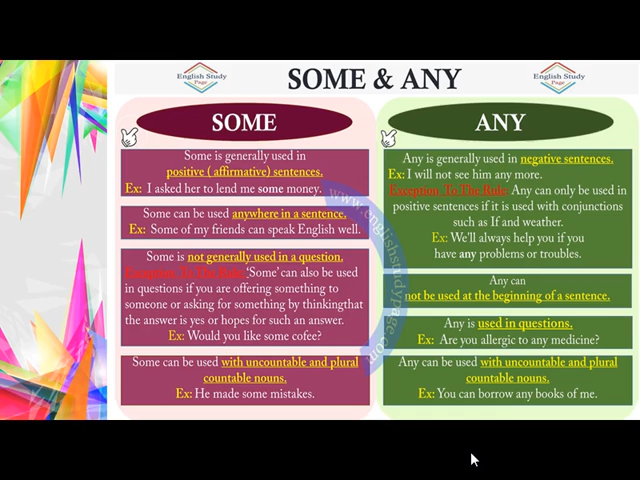 English Study
Page
SOME & ANY
English Study
Page
SOME
Some is generally used in
positive ( affirmative) sentences.
Ex: I asked her to lend me some money.
Some can be used anywhere in a sentence.
Ex: Some of my friends can speak English well.
Some is not generally used in a question.
Exception To The Rule: 'Some' can also be used
in questions if you are offering something to
someone or asking for something by thinkingthat
the answer is yes or hopes for such an answer.
Ex: Would you like some cofee?
Some can be used with uncountable and plural
countable nouns.
Ex: He made some mistakes.
ANY
Any is generally used in negative sentences.
Ex: I will not see him any more.
Exception To The Rule: Any can only be used in
positive sentences if it is used with conjunctions
such as If and weather.
Ex: We'll always help you if you
have any problems or troubles.
Any can
not be used at the beginning of a sentence.
Any is used in questions.
Ex: Are you allergic to any medicine?
Any can be used with uncountable and plural
countable nouns.
Ex: You can borrow any books of me.
www.englishstudypage.com